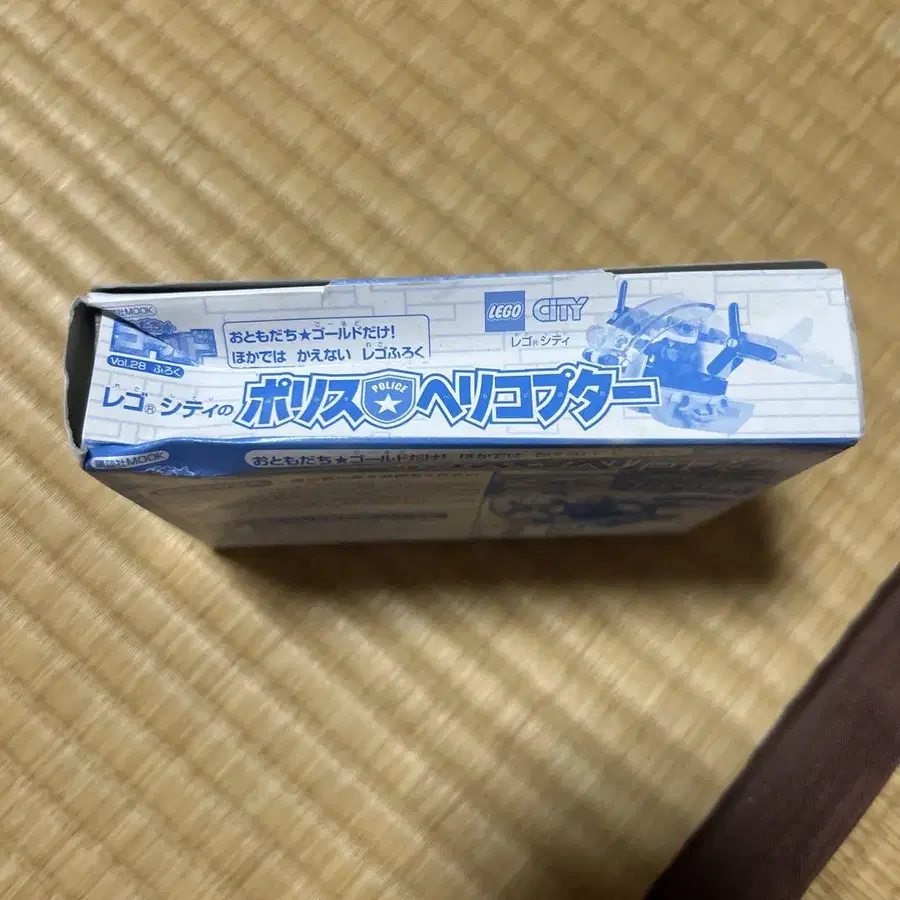 講談社MOOK
Vol.28 ふろく
おともだち★ゴールドだけ！
ほかでは かえない レゴふろく
LEGO CITY
レゴ®シティ
レゴ®シティの
ポリス
POLICE
ヘリコプター
講談社MOOK
おともだち★ゴールドだけ！ ほかでは